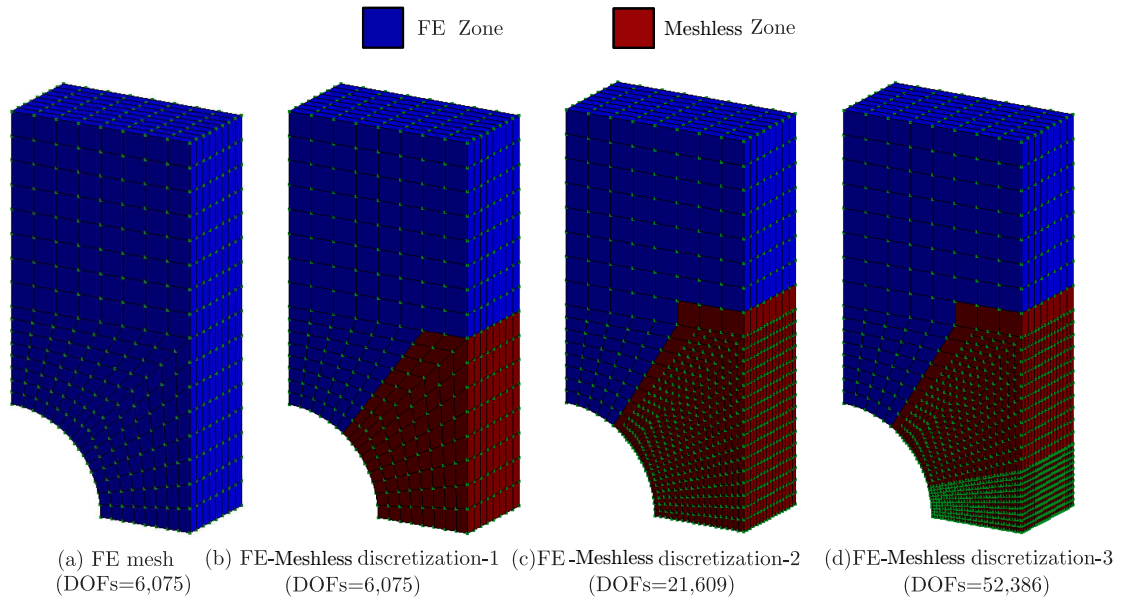 FE Zone
Meshless Zone
(a) FE mesh
(DOFs=6,075)
(b) FE-Meshless discretization-1
(DOFs=6,075)
(c)FE-Meshless discretization-2
(DOFs=21,609)
(d)FE-Meshless discretization-3
(DOFs=52,386)